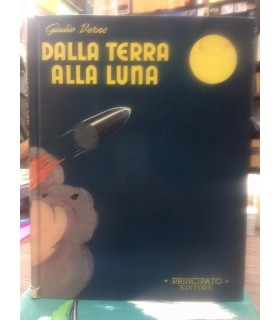 Giulio Verne
DALLA TERRA
ALLA LUNA
• PRINCIPATO •
EDITORE